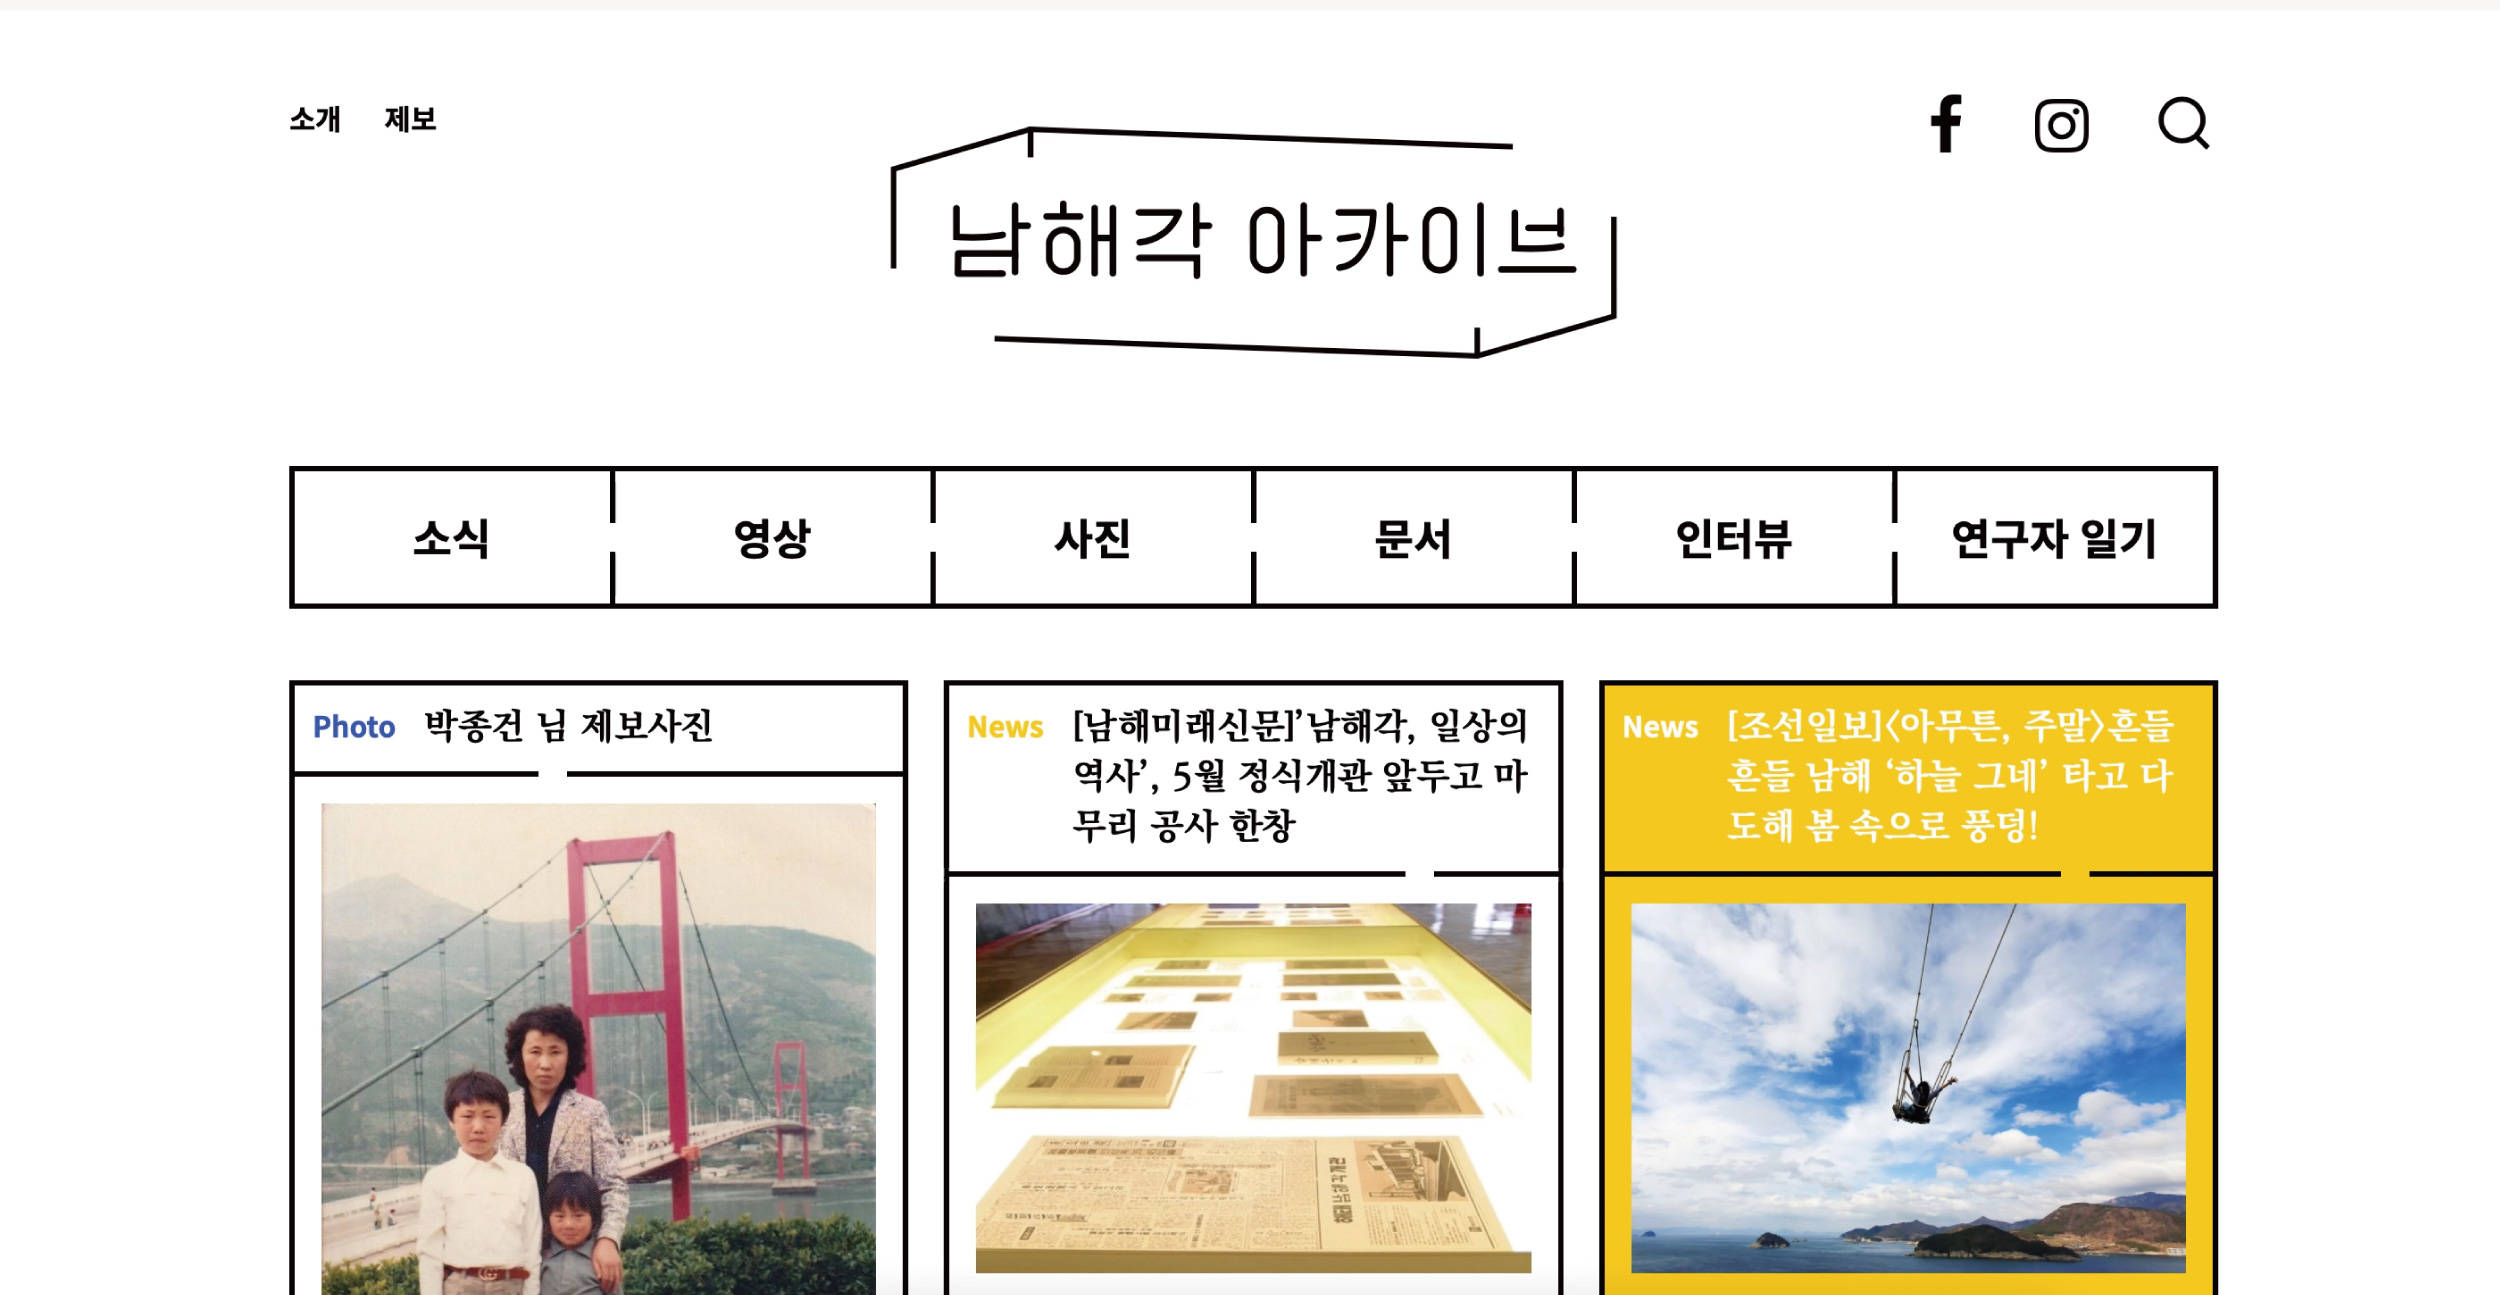 소개 제보
남해각 아카이브
소식 영상 사진 문서 인터뷰 연구자 일기
Photo 박종건 님 제보사진
News [남해미래신문]’남해각, 일상의
역사’, 5월 정식개관 앞두고 마
무리 공사 한창
News [조선일보]<아무튼, 주말>흔들
흔들 남해 ‘하늘 그네’ 타고 다
도해 봄 속으로 풍덩!